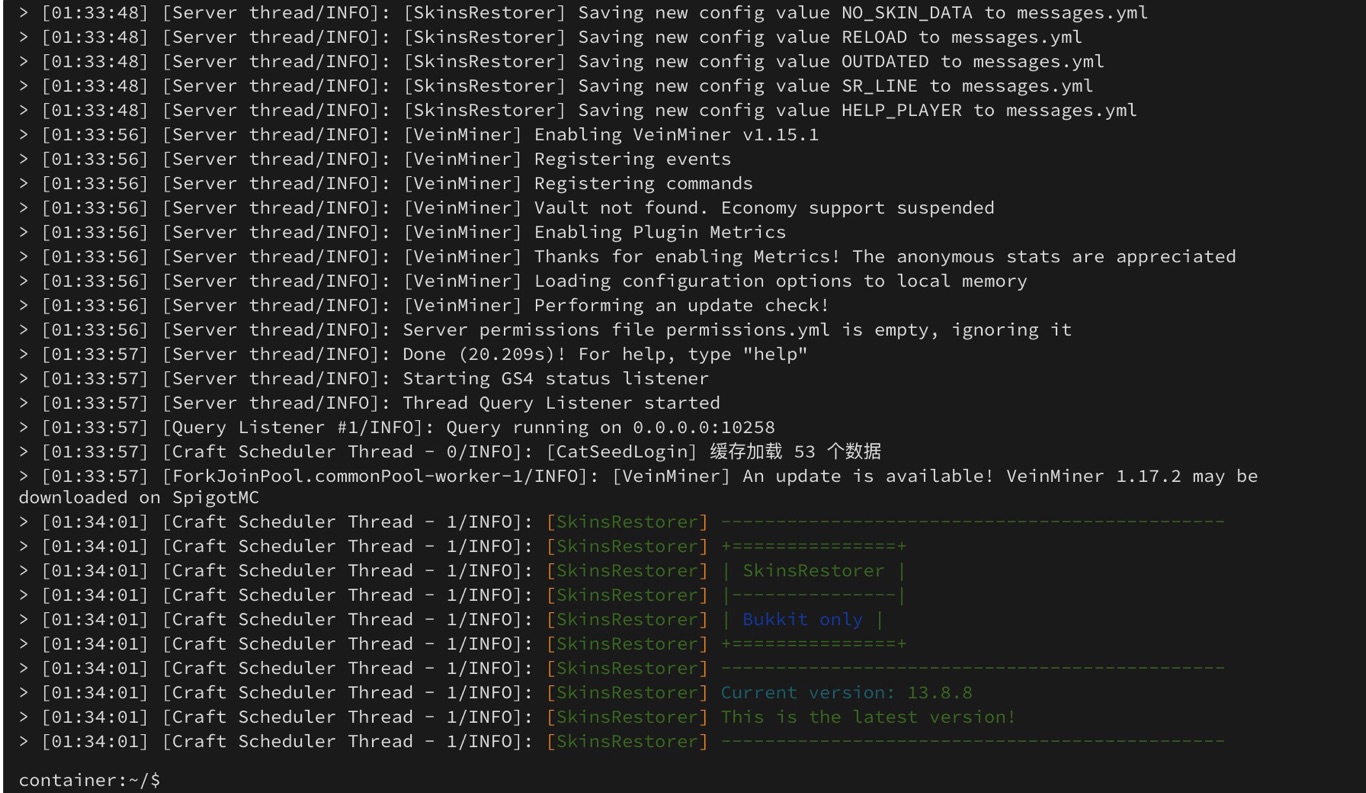 > [01:33:48] [Server thread/INFO]: [SkinsRestorer] Saving new config value NO_SKIN_DATA to messages.yml
> [01:33:48] [Server thread/INFO]: [SkinsRestorer] Saving new config value RELOAD to messages.yml
> [01:33:48] [Server thread/INFO]: [SkinsRestorer] Saving new config value OUTDATED to messages.yml
> [01:33:48] [Server thread/INFO]: [SkinsRestorer] Saving new config value SR_LINE to messages.yml
> [01:33:48] [Server thread/INFO]: [SkinsRestorer] Saving new config value HELP_PLAYER to messages.yml
> [01:33:56] [Server thread/INFO]: [VeinMiner] Enabling VeinMiner v1.15.1
> [01:33:56] [Server thread/INFO]: [VeinMiner] Registering events
> [01:33:56] [Server thread/INFO]: [VeinMiner] Registering commands
> [01:33:56] [Server thread/INFO]: [VeinMiner] Vault not found. Economy support suspended
> [01:33:56] [Server thread/INFO]: [VeinMiner] Enabling Plugin Metrics
> [01:33:56] [Server thread/INFO]: [VeinMiner] Thanks for enabling Metrics! The anonymous stats are appreciated
> [01:33:56] [Server thread/INFO]: [VeinMiner] Loading configuration options to local memory
> [01:33:56] [Server thread/INFO]: [VeinMiner] Performing an update check!
> [01:33:56] [Server thread/INFO]: Server permissions file permissions.yml is empty, ignoring it
> [01:33:57] [Server thread/INFO]: Done (20.209s)! For help, type "help"
> [01:33:57] [Server thread/INFO]: Starting GS4 status listener
> [01:33:57] [Server thread/INFO]: Thread Query Listener started
> [01:33:57] [Query Listener #1/INFO]: Query running on 0.0.0.0:10258
> [01:33:57] [Craft Scheduler Thread - 0/INFO]: [CatSeedLogin] 缓存加载 53 个数据
> [01:33:57] [ForkJoinPool.commonPool-worker-1/INFO]: [VeinMiner] An update is available! VeinMiner 1.17.2 may be
downloaded on SpigotMC
> [01:34:01] [Craft Scheduler Thread - 1/INFO]: [SkinsRestorer] ----------------------------------------------
> [01:34:01] [Craft Scheduler Thread - 1/INFO]: [SkinsRestorer] +===============+
> [01:34:01] [Craft Scheduler Thread - 1/INFO]: [SkinsRestorer] | SkinsRestorer |
> [01:34:01] [Craft Scheduler Thread - 1/INFO]: [SkinsRestorer] |---------------|
> [01:34:01] [Craft Scheduler Thread - 1/INFO]: [SkinsRestorer] | Bukkit only |
> [01:34:01] [Craft Scheduler Thread - 1/INFO]: [SkinsRestorer] +===============+
> [01:34:01] [Craft Scheduler Thread - 1/INFO]: [SkinsRestorer] ----------------------------------------------
> [01:34:01] [Craft Scheduler Thread - 1/INFO]: [SkinsRestorer] Current version: 13.8.8
> [01:34:01] [Craft Scheduler Thread - 1/INFO]: [SkinsRestorer] This is the latest version!
> [01:34:01] [Craft Scheduler Thread - 1/INFO]: [SkinsRestorer] ----------------------------------------------
container:~/$